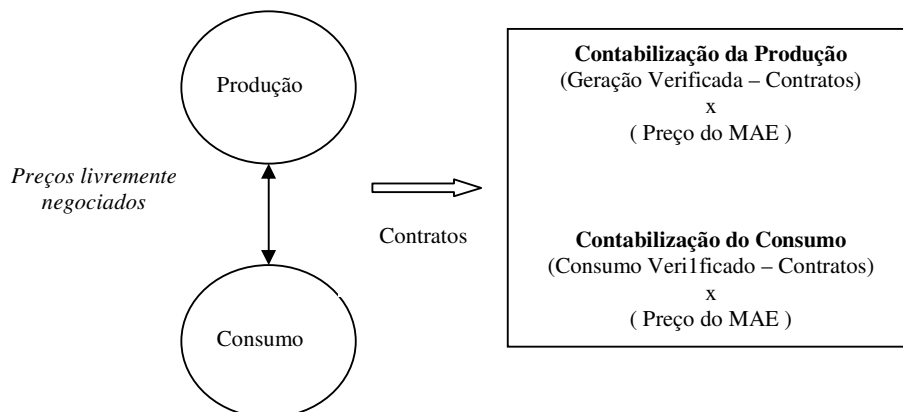 Produção
Preços livremente
negociados
Consumo
Contratos
Contabilização da Produção
(Geração Verificada – Contratos)
x
( Preço do MAE )
Contabilização do Consumo
(Consumo Veri1ficado – Contratos)
x
( Preço do MAE )